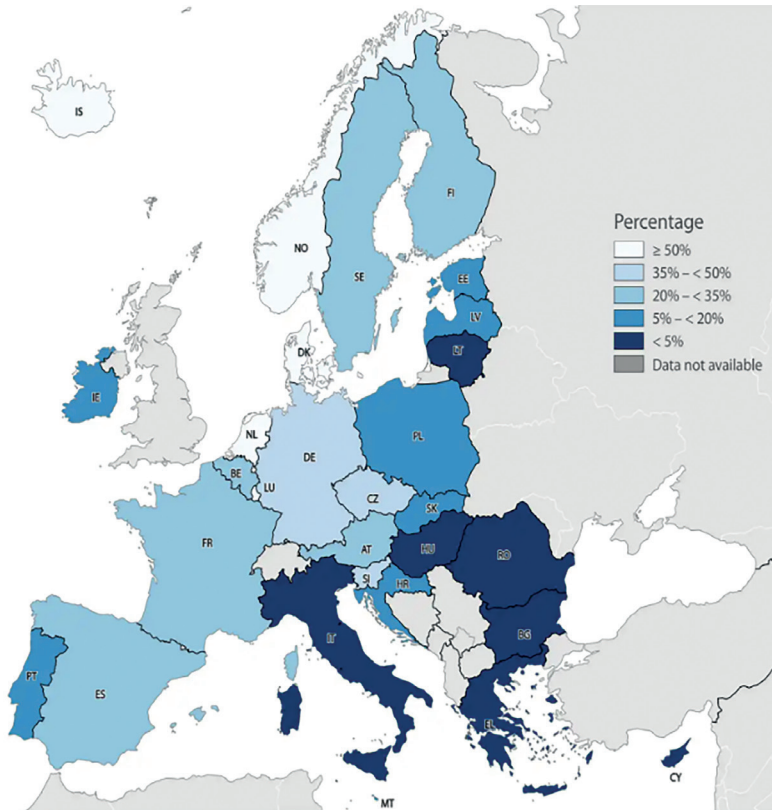 IS
FI
NO
SE
Percentage
≥ 50%
35% – < 50%
20% – < 35%
5% – < 20%
< 5%
Data not available
EE
LV
LT
DK
IE
NL
PL
DE
BE
LU
CZ
SK
FR
AT
HU
RO
SI
HR
IT
BG
PT
ES
EL
CY
MT